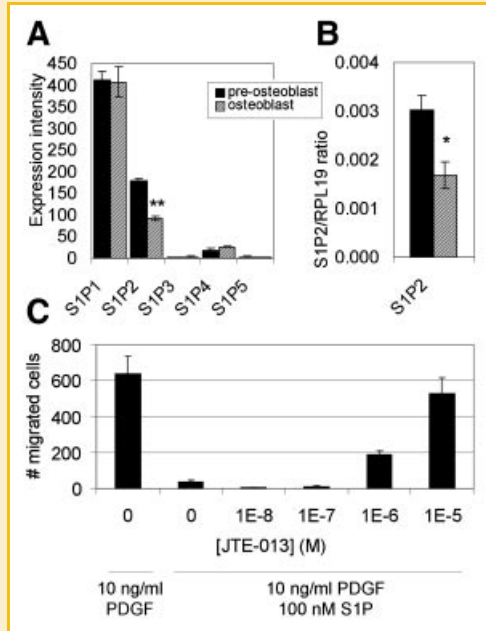 A
B
450
400
350
300
250
200
150
100
50
0
Expression intensity
pre-osteoblast
osteoblast
**
S1P1
S1P2
S1P3
S1P4
S1P5
0.004
0.003
0.002
0.001
0.000
S1P2/RPL19 ratio
*
S1P2
C
800
600
400
200
0
# migrated cells
0 0 1E-8 1E-7 1E-6 1E-5
[JTE-013] (M)
10 ng/ml
PDGF
10 ng/ml PDGF
100 nM S1P